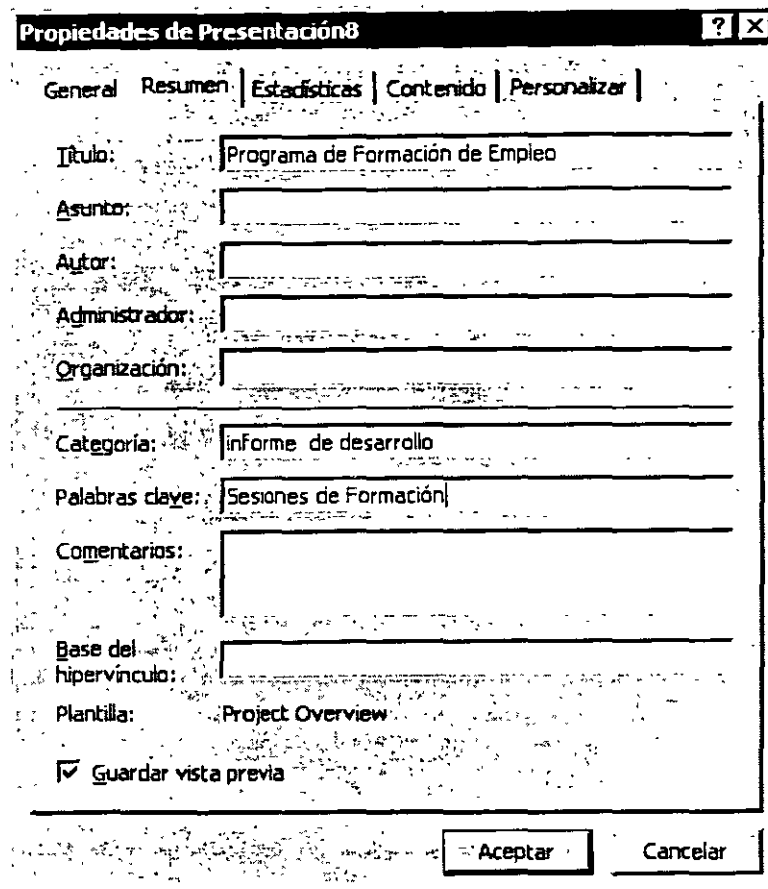 Propiedades de Presentación8
General Resumen Estadísticas Contenido Personalizar
Título: Programa de Formación de Empleo
Asunto:
Autor:
Administrador:
Organización:
Categoría: informe de desarrollo
Palabras clave: Sesiones de Formación
Comentarios:
Base del
hipervínculo:
Plantilla: Project Overview
Guardar vista previa
Aceptar Cancelar